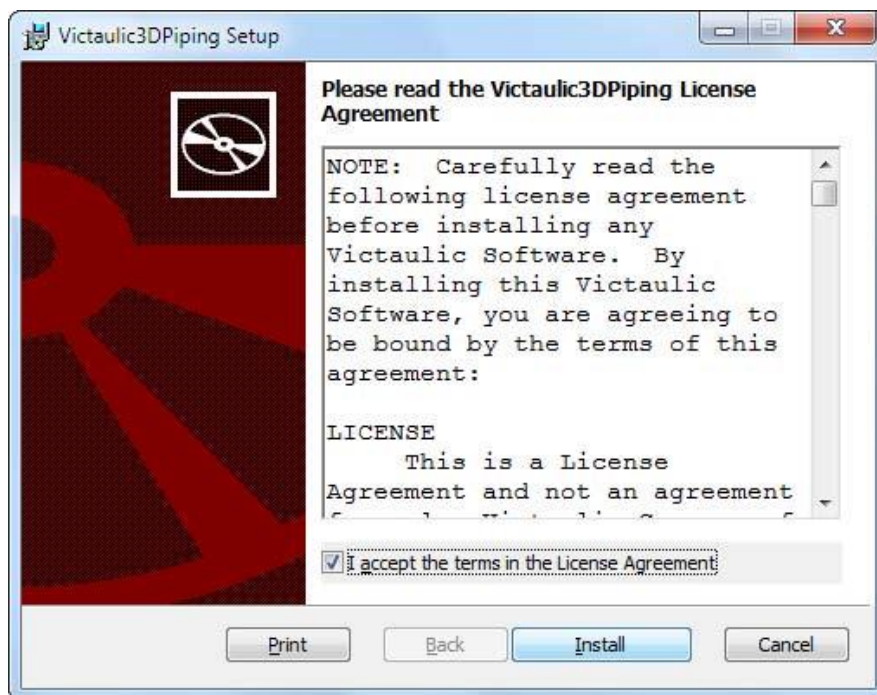 Victaulic3DPiping Setup
Please read the Victaulic3DPiping License
Agreement
NOTE:  Carefully read the
following license agreement
before installing any
Victaulic Software.  By
installing this Victaulic
Software, you are agreeing to
be bound by the terms of this
agreement:
LICENSE
This is a License
Agreement and not an agreement
I accept the terms in the License Agreement
Print
Back
Install
Cancel